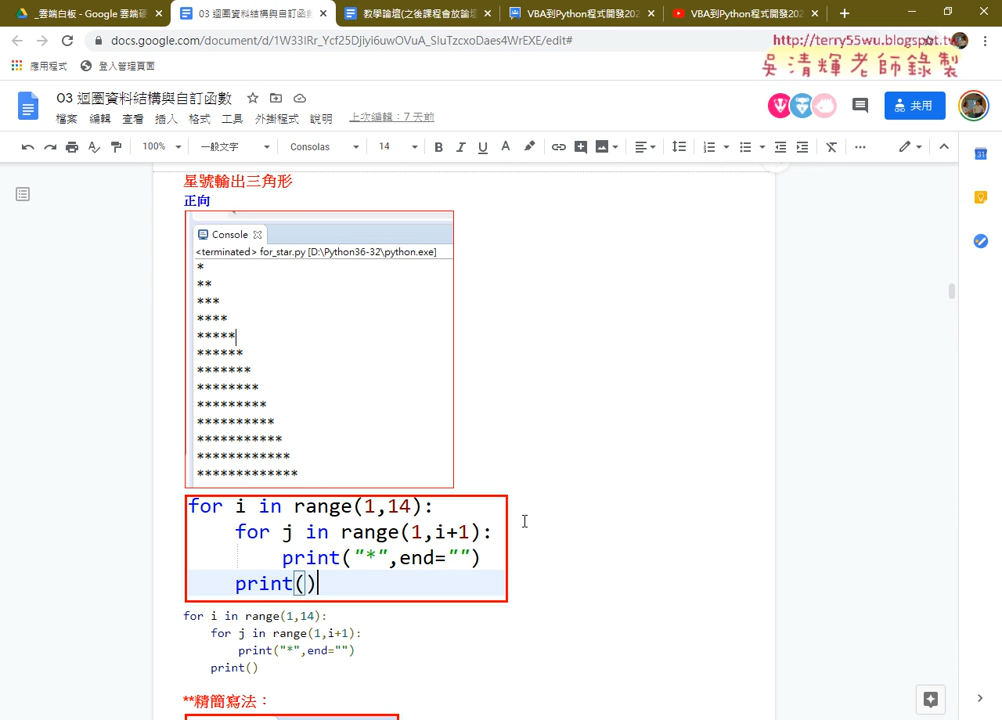 _雲端白板 - Google 雲端硬
03 迴圈資料結構與自訂函數
教學論壇(之後課程會放論壇
VBA到Python程式開發202
VBA到Python程式開發202
docs.google.com/document/d/1W33IRr_Ycf25Djiyi6uwOVuA_SIuTzcxoDaes4WrEXE/edit#
http://terry55wu.blogspot.tw
吳清輝老師錄製
應用程式
登入管理頁面
03 迴圈資料結構與自訂函數
檔案 編輯 查看 插入 格式 工具 外掛程式 說明 上次編輯：7 天前
共用
100% 一般文字 Consolas 14 B I U A
星號輸出三角形
正向
Console
<terminated> for_star.py [D:\Python36-32\python.exe]
*
**
***
****
*****
******
*******
********
*********
**********
***********
************
*************
for i in range(1,14):
for j in range(1,i+1):
print("*",end="")
print()
for i in range(1,14):
for j in range(1,i+1):
print("*",end="")
print()
**精簡寫法：